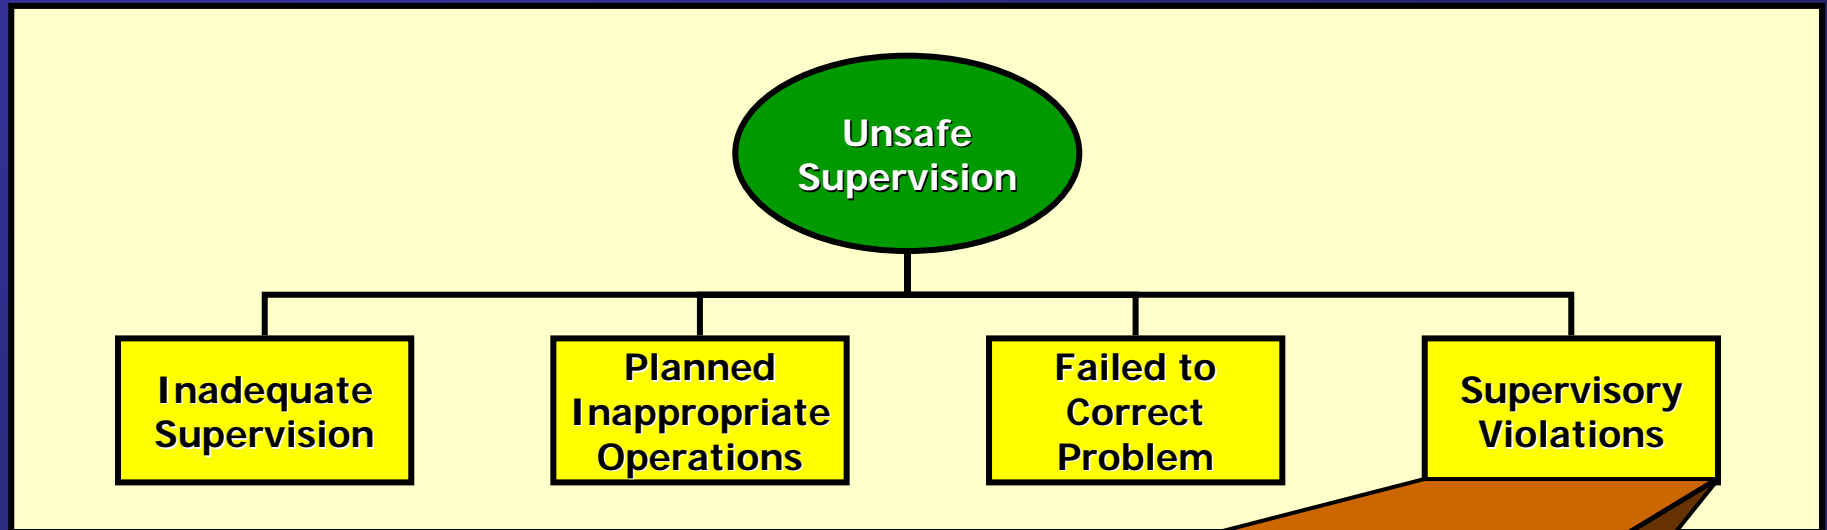 Unsafe
Supervision
Inadequate
Supervision
Planned
Inappropriate
Operations
Failed to
Correct
Problem
Supervisory
Violations